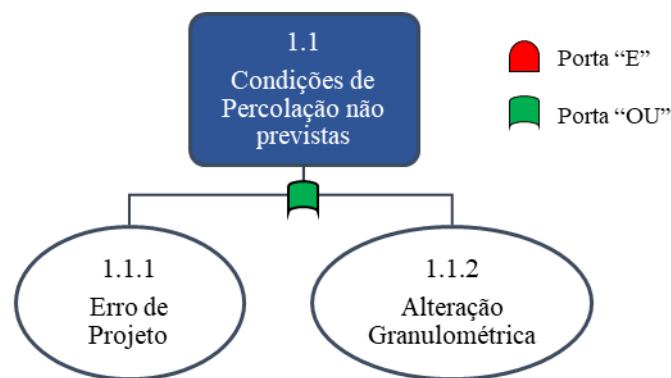 1.1
Condições de
Percolação não
previstas
Porta “E”
Porta “OU”
1.1.1
Erro de
Projeto
1.1.2
Alteração
Granulométrica